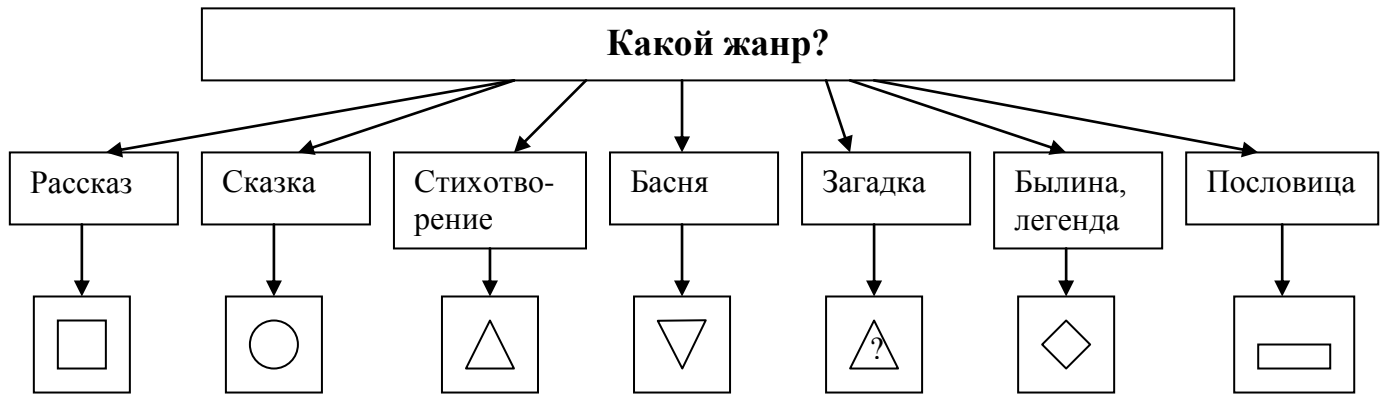 Какой жанр?
Рассказ
Сказка
Стихотво-
рение
Басня
Загадка
Былина,
легенда
Пословица
?